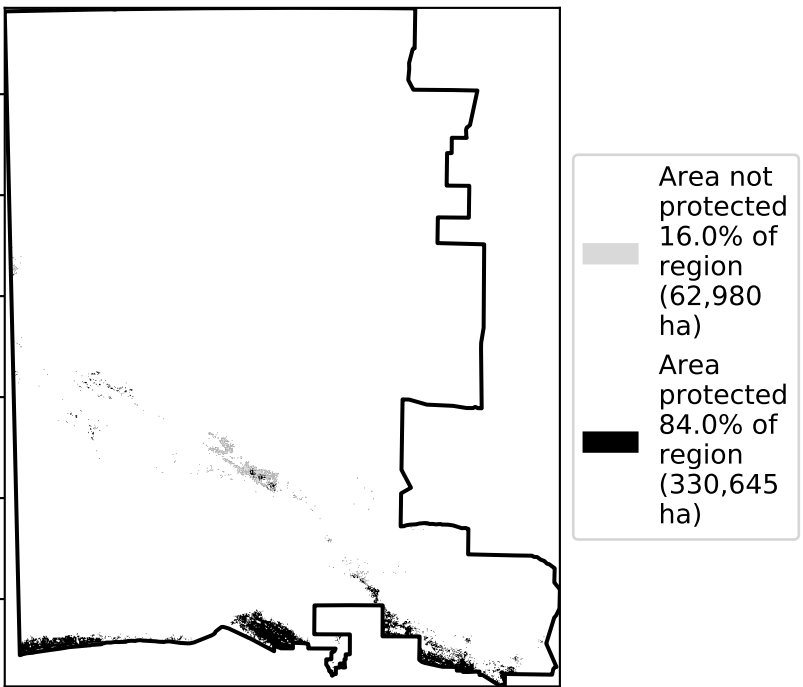 Area not
protected
16.0% of
region
(62,980
ha)
Area
protected
84.0% of
region
(330,645
ha)